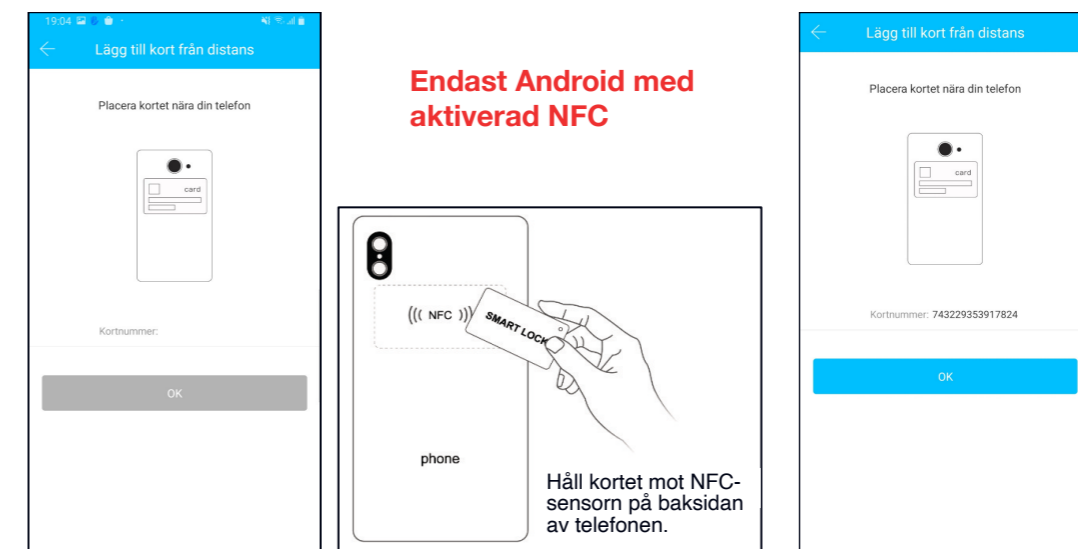 19:04
Lägg till kort från distans
Placera kortet nära din telefon
card
Kortnummer:
OK
Endast Android med
aktiverad NFC
((( NFC )))
SMART LOCK
phone
Håll kortet mot NFC-
sensorn på baksidan
av telefonen.
Lägg till kort från distans
Placera kortet nära din telefon
card
Kortnummer: 743229353917824
OK